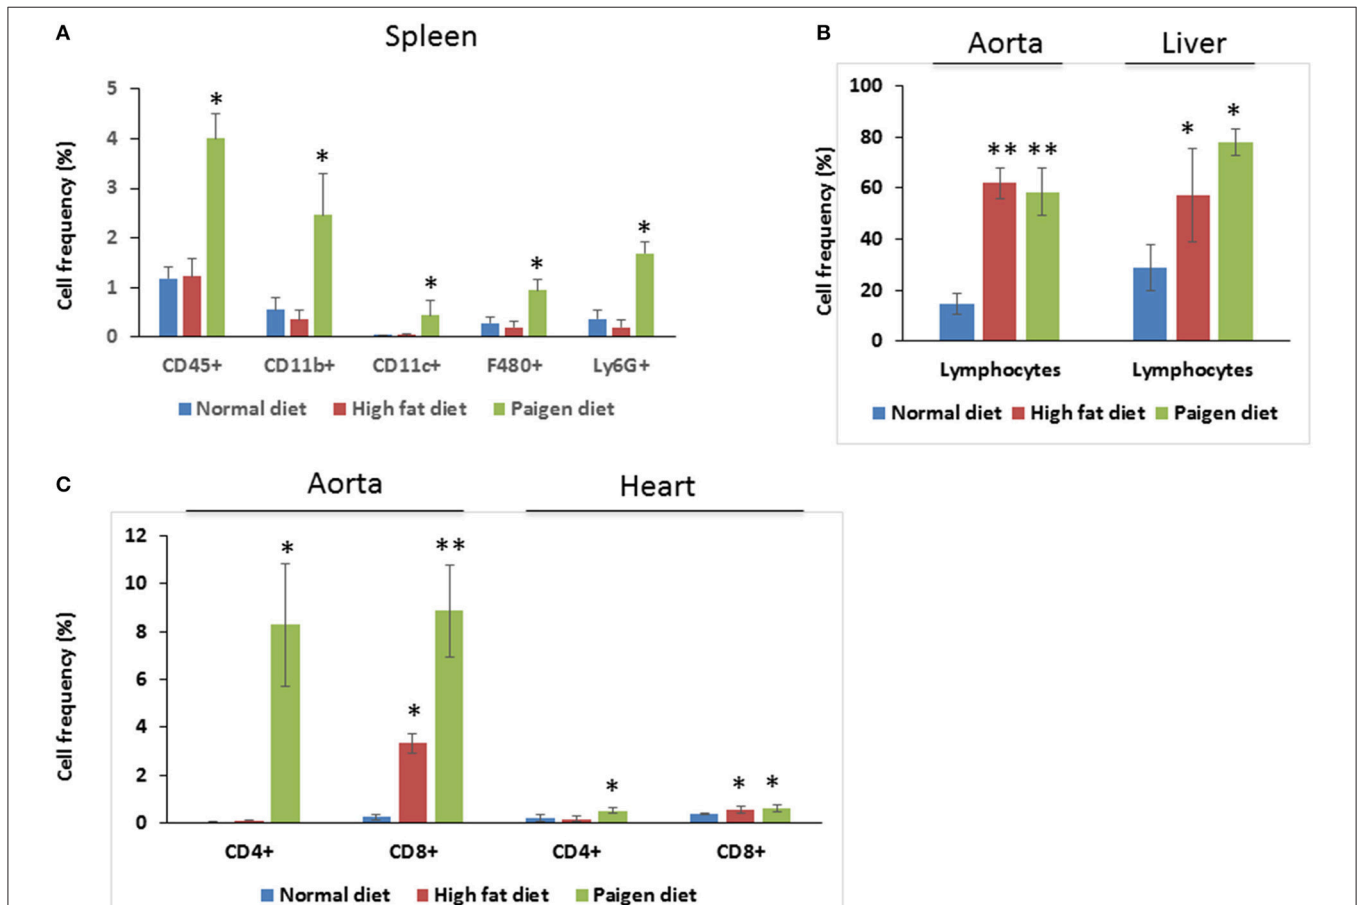 A
Spleen
5
4
3
2
1
0
Cell frequency (%)
* * * * *
CD45+ CD11b+ CD11c+ F480+ Ly6G+
Normal diet High fat diet Paigen diet
B
Aorta Liver
100
80
60
40
20
0
Cell frequency (%)
** ** * *
Lymphocytes Lymphocytes
Normal diet High fat diet Paigen diet
C
Aorta Heart
12
10
8
6
4
2
0
Cell frequency (%)
* * ** * * *
CD4+ CD8+ CD4+ CD8+
Normal diet High fat diet Paigen diet